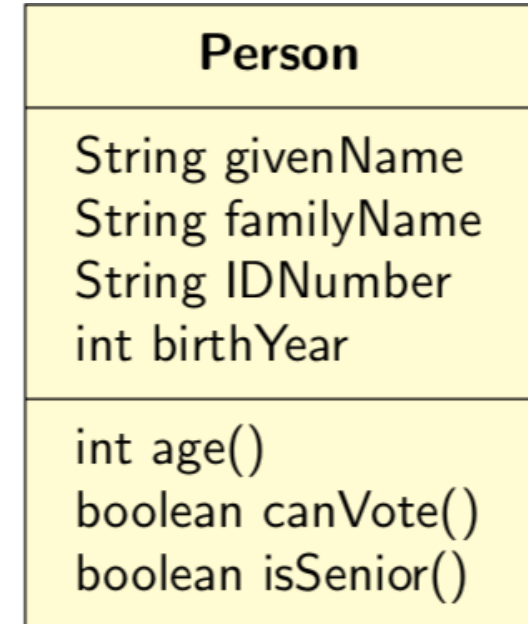 Person
String givenName
String familyName
String IDNumber
int birthYear
int age()
boolean canVote()
boolean isSenior()